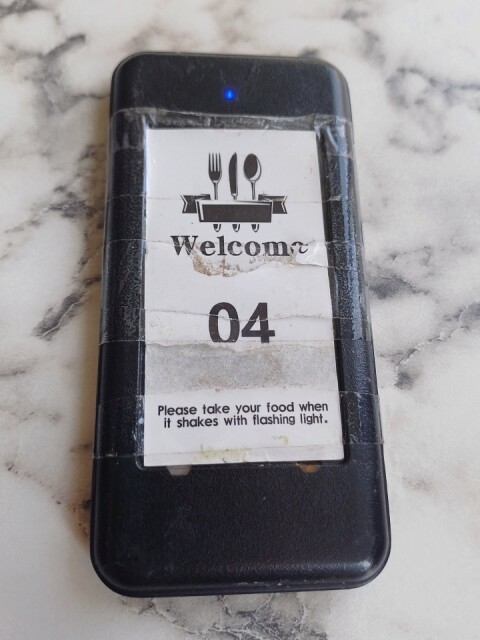 Welcome
04
Please take your food when
it shakes with flashing light.